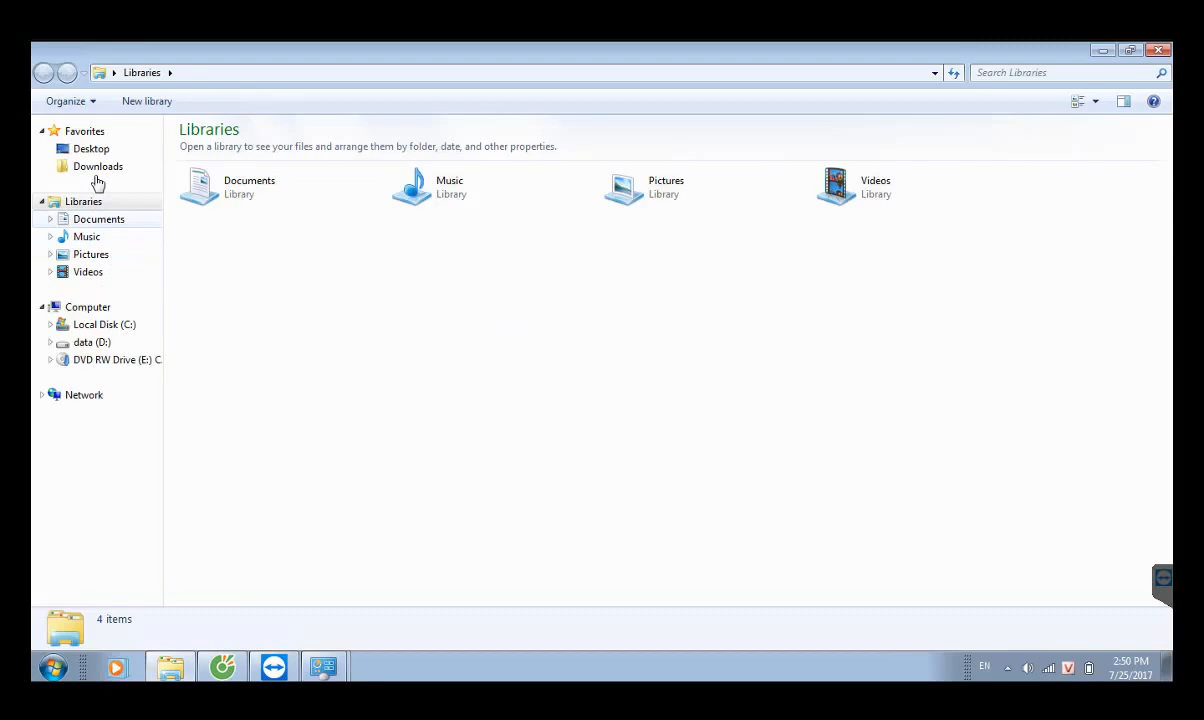 Libraries
Search Libraries
Organize
New library
Favorites
Desktop
Downloads
Libraries
Documents
Music
Pictures
Videos
Computer
Local Disk (C:)
data (D:)
DVD RW Drive (E:) C
Network
Libraries
Open a library to see your files and arrange them by folder, date, and other properties.
Documents
Library
Music
Library
Pictures
Library
Videos
Library
4 items
EN
V
2:50 PM
7/25/2017